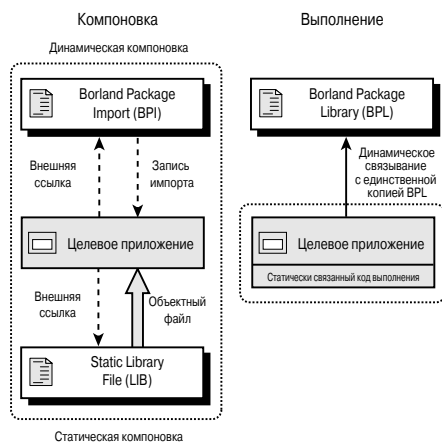 Компоновка
Динамическая компоновка
Borland Package
Import (BPI)
Внешняя
ссылка
Запись
импорта
Целевое приложение
Внешняя
ссылка
Объектный
файл
Static Library
File (LIB)
Статическая компоновка
Выполнение
Borland Package
Library (BPL)
Динамическое
связывание
с единственной
копией BPL
Целевое приложение
Статически связанный код выполнения